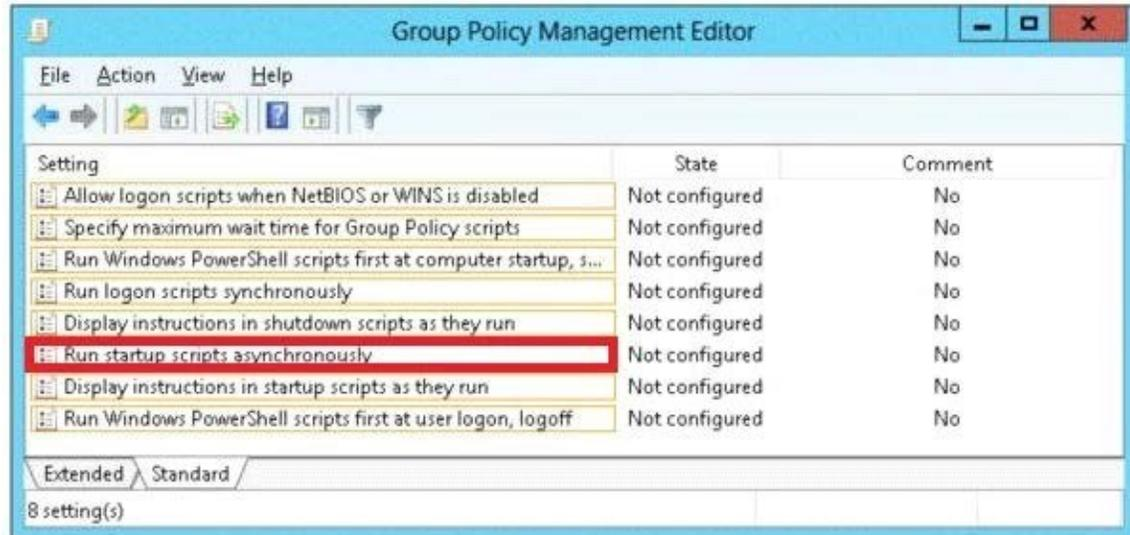 Group Policy Management Editor
File Action View Help
Setting State Comment
Allow logon scripts when NetBIOS or WINS is disabled Not configured No
Specify maximum wait time for Group Policy scripts Not configured No
Run Windows PowerShell scripts first at computer startup, s... Not configured No
Run logon scripts synchronously Not configured No
Display instructions in shutdown scripts as they run Not configured No
Run startup scripts asynchronously Not configured No
Display instructions in startup scripts as they run Not configured No
Run Windows PowerShell scripts first at user logon, logoff Not configured No
Extended Standard
8 setting(s)